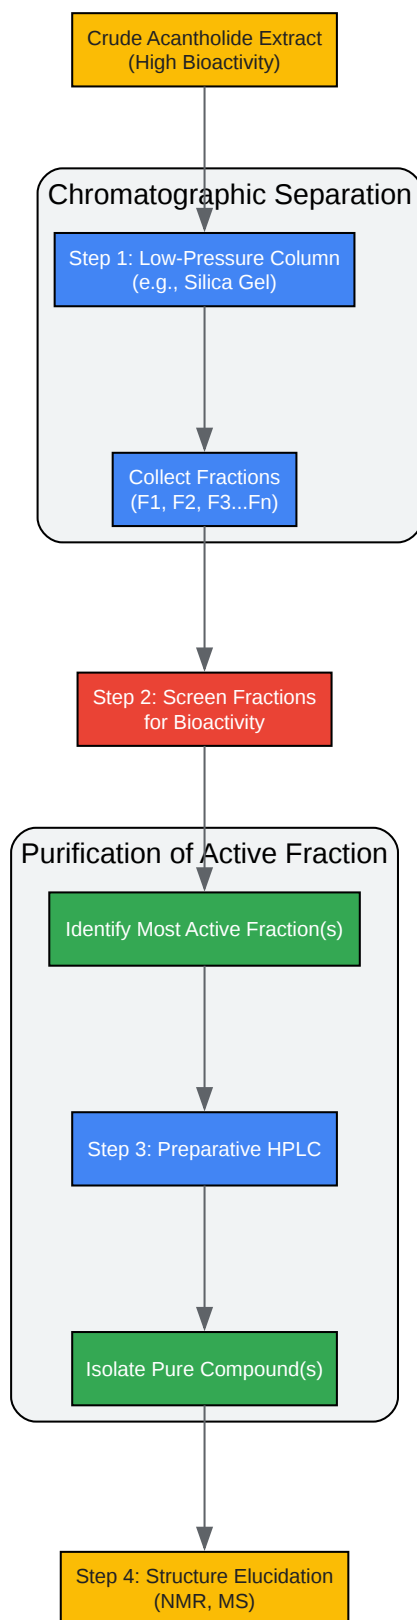 Crude Acantholide Extract
(High Bioactivity)
Chromatographic Separation
Step 1: Low-Pressure Column
(e.g., Silica Gel)
Collect Fractions
(F1, F2, F3...Fn)
Step 2: Screen Fractions
for Bioactivity
Purification of Active Fraction
Identify Most Active Fraction(s)
Step 3: Preparative HPLC
Isolate Pure Compound(s)
Step 4: Structure Elucidation
(NMR, MS)